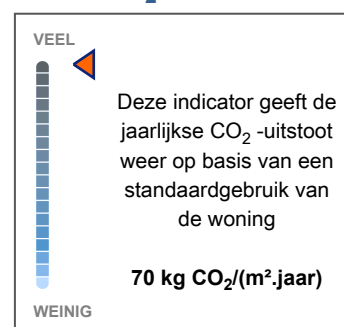 VEEL
Deze indicator geeft de
jaarlijkse CO₂ -uitstoot
weer op basis van een
standaardgebruik van
de woning
70 kg CO₂/(m².jaar)
WEINIG